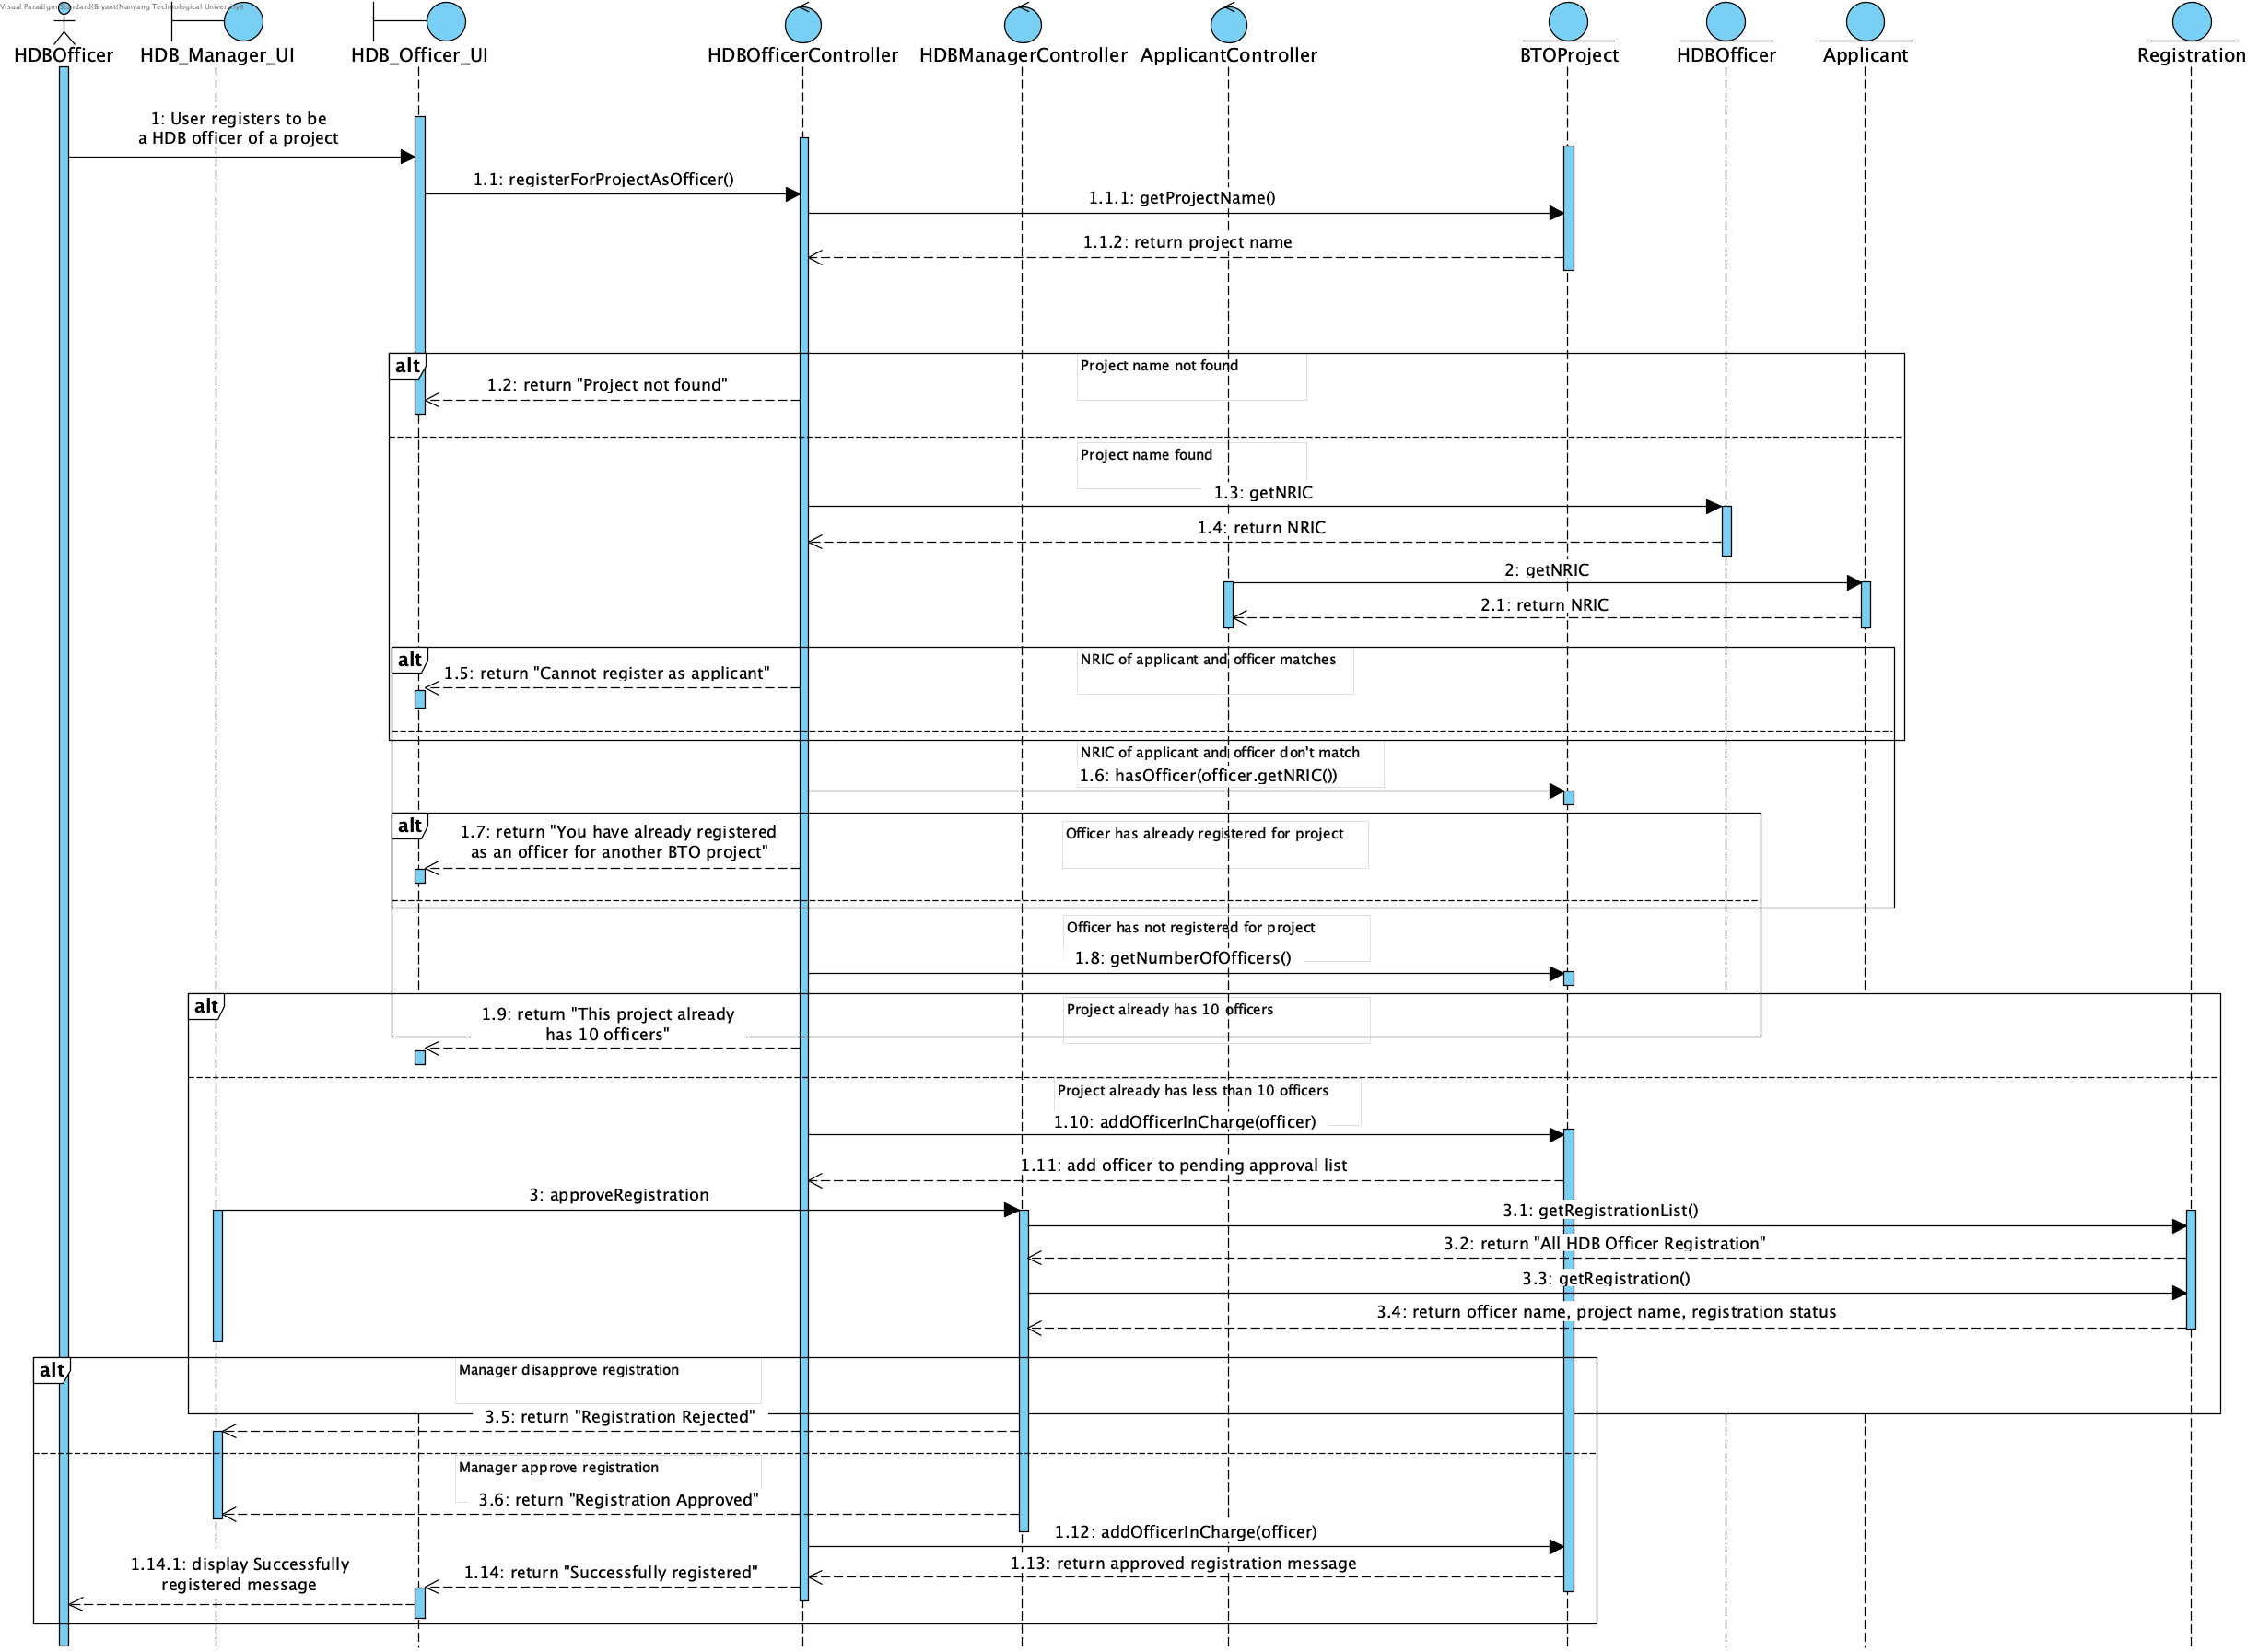 Visual Paradigm Standard(Bryant(Nanyang Technological University))
HDBOfficer
HDB_Manager_UI
HDB_Officer_UI
HDBOfficerController
HDBManagerController
ApplicantController
BTOProject
HDBOfficer
Applicant
Registration
1: User registers to be
a HDB officer of a project
1.1: registerForProjectAsOfficer()
1.1.1: getProjectName()
1.1.2: return project name
alt
Project name not found
1.2: return "Project not found"
Project name found
1.3: getNRIC
1.4: return NRIC
2: getNRIC
2.1: return NRIC
alt
NRIC of applicant and officer matches
1.5: return "Cannot register as applicant"
NRIC of applicant and officer don't match
1.6: hasOfficer(officer.getNRIC())
alt
1.7: return "You have already registered
as an officer for another BTO project"
Officer has already registered for project
Officer has not registered for project
1.8: getNumberOfOfficers()
alt
Project already has 10 officers
1.9: return "This project already
has 10 officers"
Project already has less than 10 officers
1.10: addOfficerInCharge(officer)
1.11: add officer to pending approval list
3: approveRegistration
3.1: getRegistrationList()
3.2: return "All HDB Officer Registration"
3.3: getRegistration()
3.4: return officer name, project name, registration status
alt
Manager disapprove registration
3.5: return "Registration Rejected"
Manager approve registration
3.6: return "Registration Approved"
1.12: addOfficerInCharge(officer)
1.13: return approved registration message
1.14: return "Successfully registered"
1.14.1: display Successfully
registered message